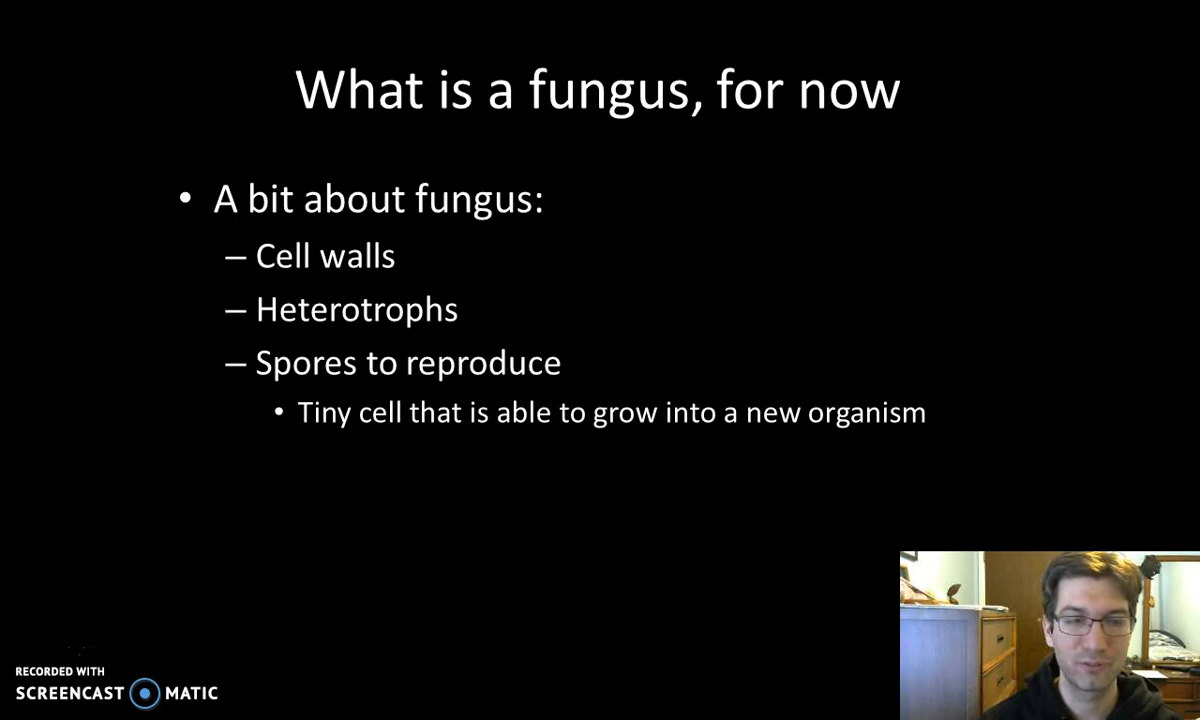 What is a fungus, for now
• A bit about fungus:
– Cell walls
– Heterotrophs
– Spores to reproduce
• Tiny cell that is able to grow into a new organism
RECORDED WITH
SCREENCAST MATIC